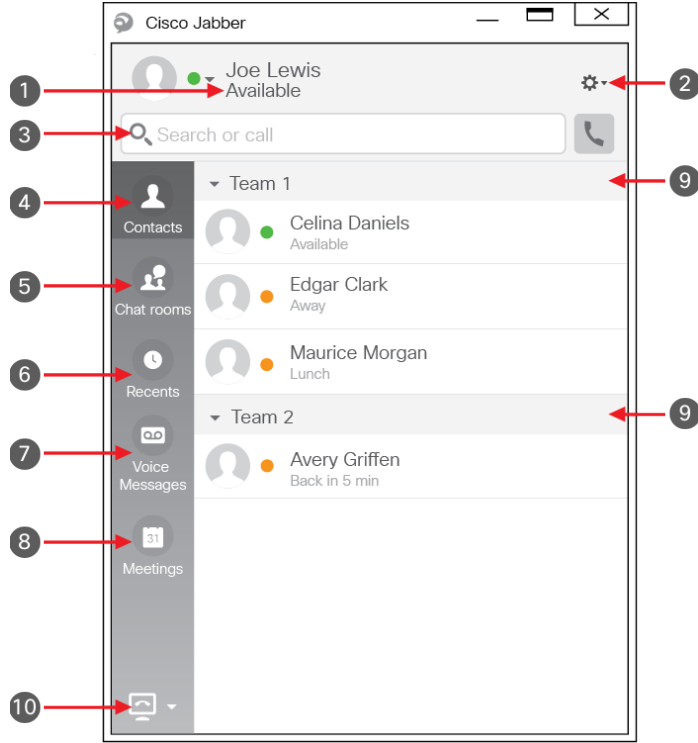 Cisco Jabber
Joe Lewis
1
Available
2
3
Search or call
Team 1
9
4
Contacts
Celina Daniels
Available
5
Chat rooms
Edgar Clark
Away
6
Recents
Maurice Morgan
Lunch
Team 2
9
7
Voice
Messages
Avery Griffen
Back in 5 min
8
31
Meetings
10